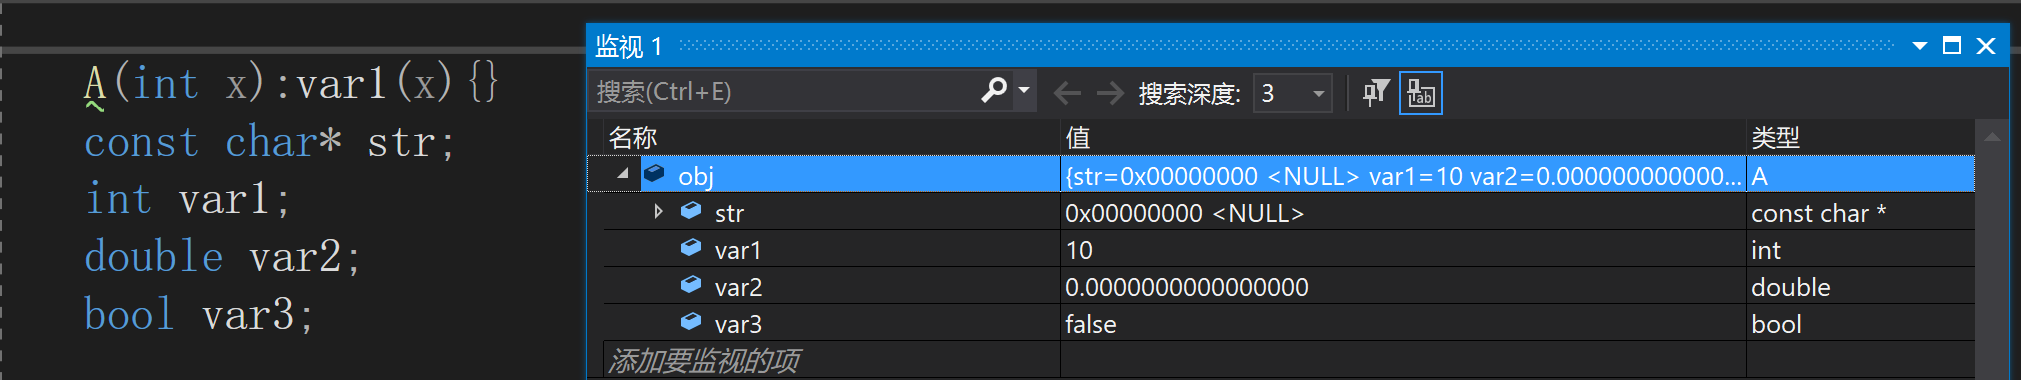 A(int x):var1(x){}
const char* str;
int var1;
double var2;
bool var3;
监视 1
搜索(Ctrl+E) 搜索深度: 3
名称 值 类型
obj {str=0x00000000 <NULL> var1=10 var2=0.000000000000... A
str 0x00000000 <NULL> const char *
var1 10 int
var2 0.0000000000000000 double
var3 false bool
添加要监视的项